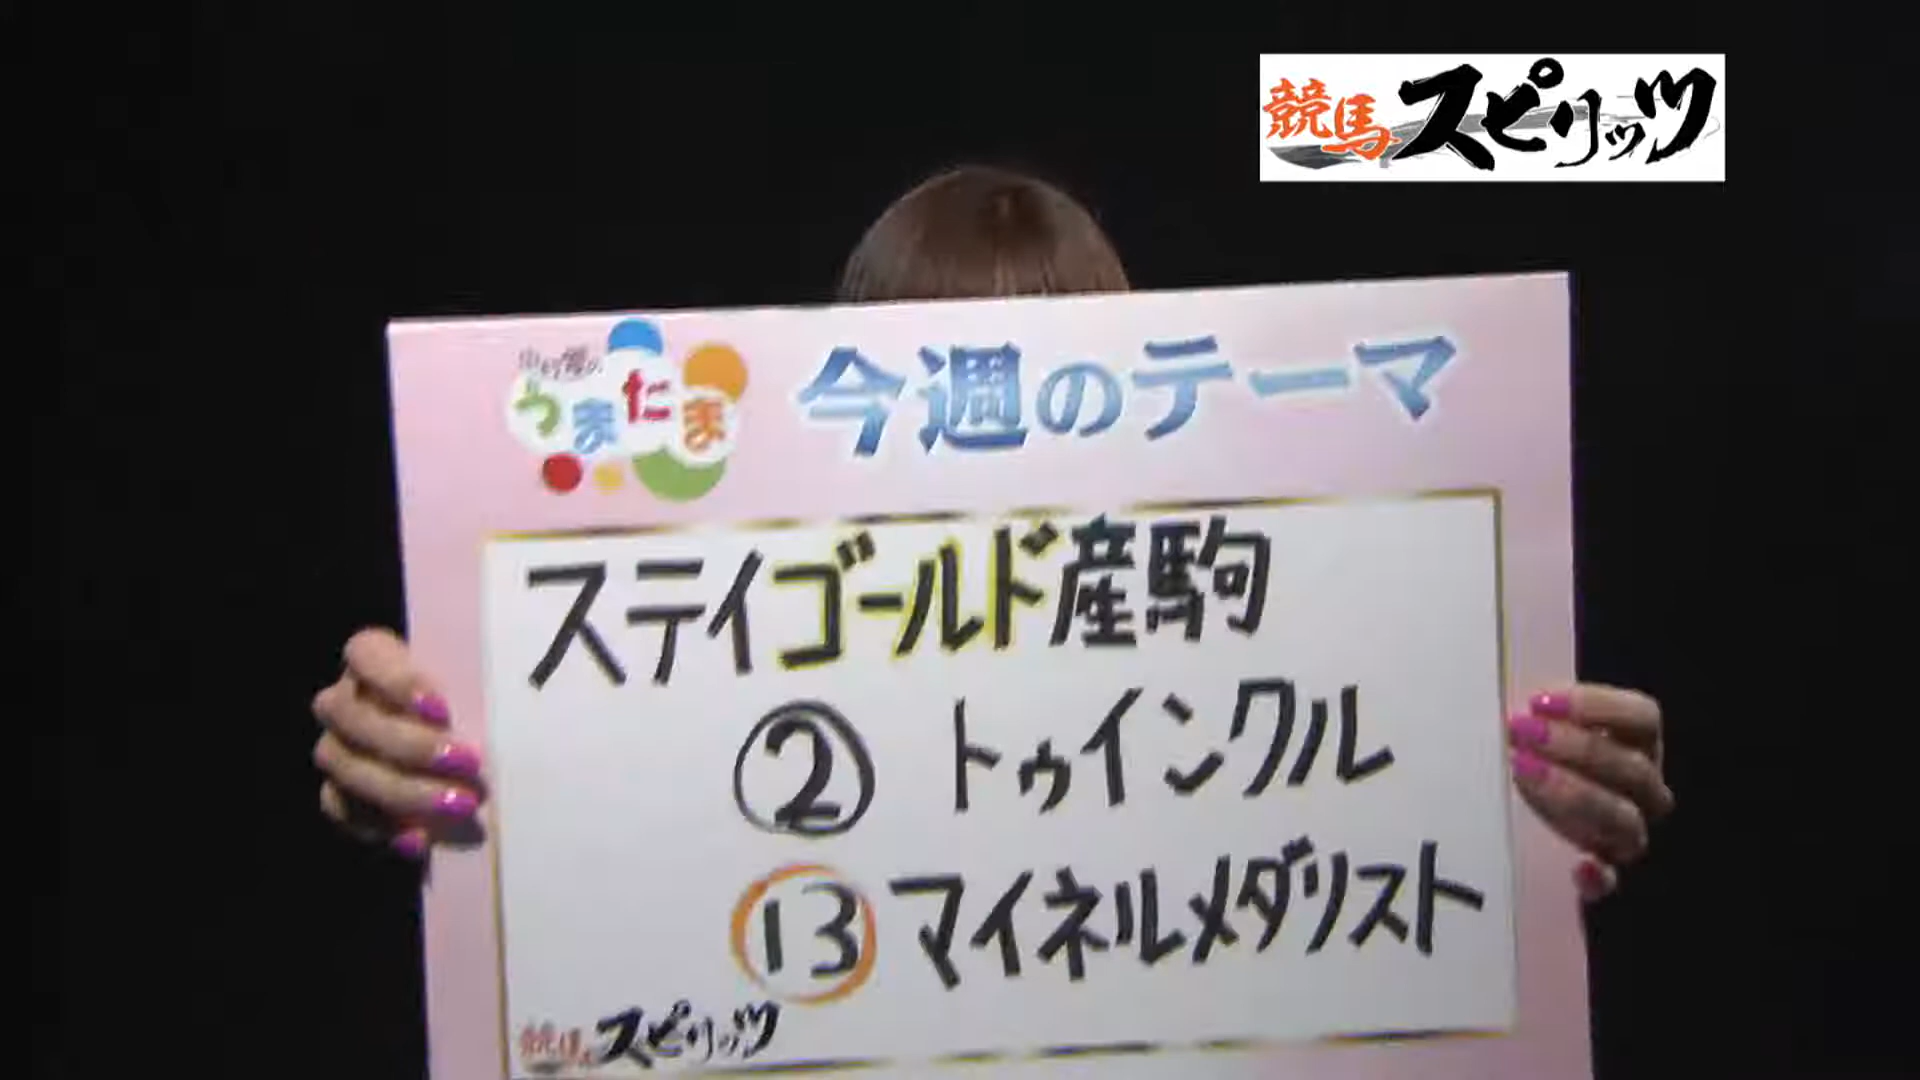 競馬スピリッツ
うまたま
今週のテーマ
ステイゴールド産駒
② トゥインクル
⑬ マイネルメダリスト
競馬スピリッツ